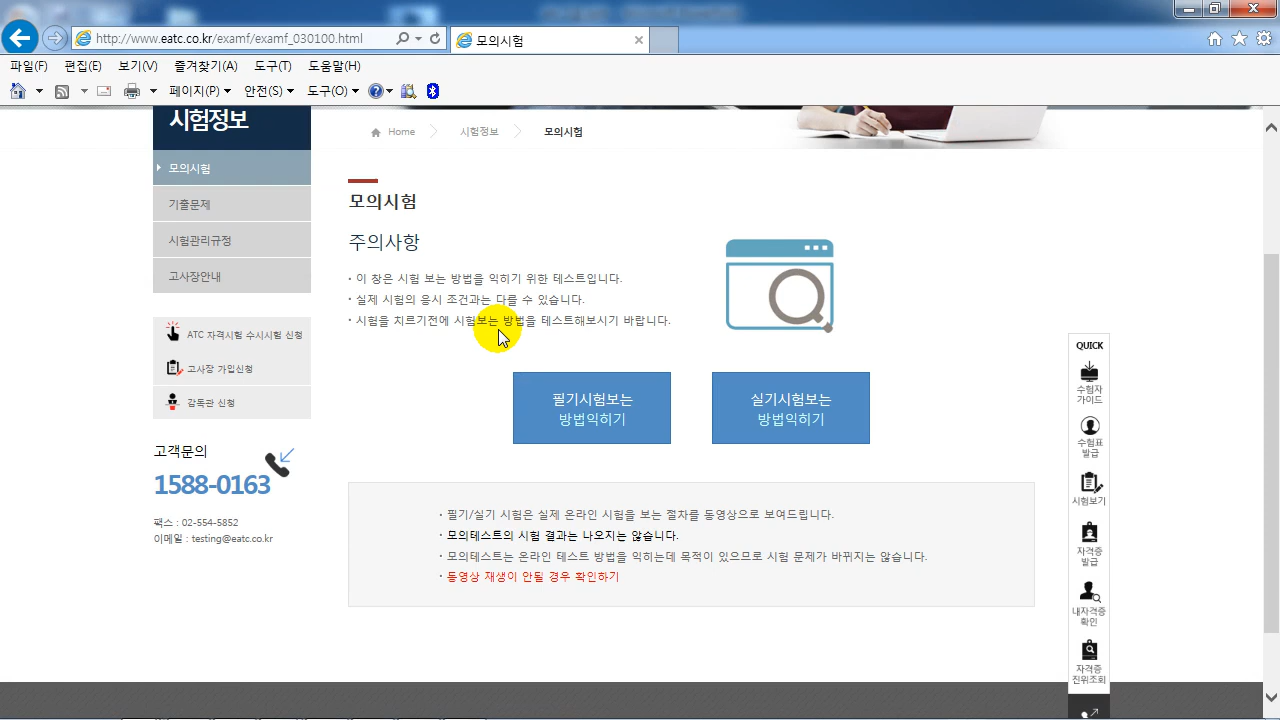 http://www.eatc.co.kr/examf/examf_030100.html
모의시험
파일(F) 편집(E) 보기(V) 즐겨찾기(A) 도구(T) 도움말(H)
페이지(P) 안전(S) 도구(O)
시험정보
Home 시험정보 모의시험
모의시험
기출문제
시험관리규정
고사장안내
ATC 자격시험 수시시험 신청
고사장 가입신청
감독관 신청
고객문의
1588-0163
팩스 : 02-554-5852
이메일 : testing@eatc.co.kr
모의시험
주의사항
· 이 창은 시험 보는 방법을 익히기 위한 테스트입니다.
· 실제 시험의 응시 조건과는 다를 수 있습니다.
· 시험을 치르기전에 시험보는 방법을 테스트해보시기 바랍니다.
필기시험보는
방법익히기
실기시험보는
방법익히기
· 필기/실기 시험은 실제 온라인 시험을 보는 절차를 동영상으로 보여드립니다.
· 모의테스트의 시험 결과는 나오지는 않습니다.
· 모의테스트는 온라인 테스트 방법을 익히는데 목적이 있으므로 시험 문제가 바뀌지는 않습니다.
· 동영상 재생이 안될 경우 확인하기
QUICK
수험자
가이드
수험표
발급
시험보기
자격증
발급
내자격증
확인
자격증
진위조회